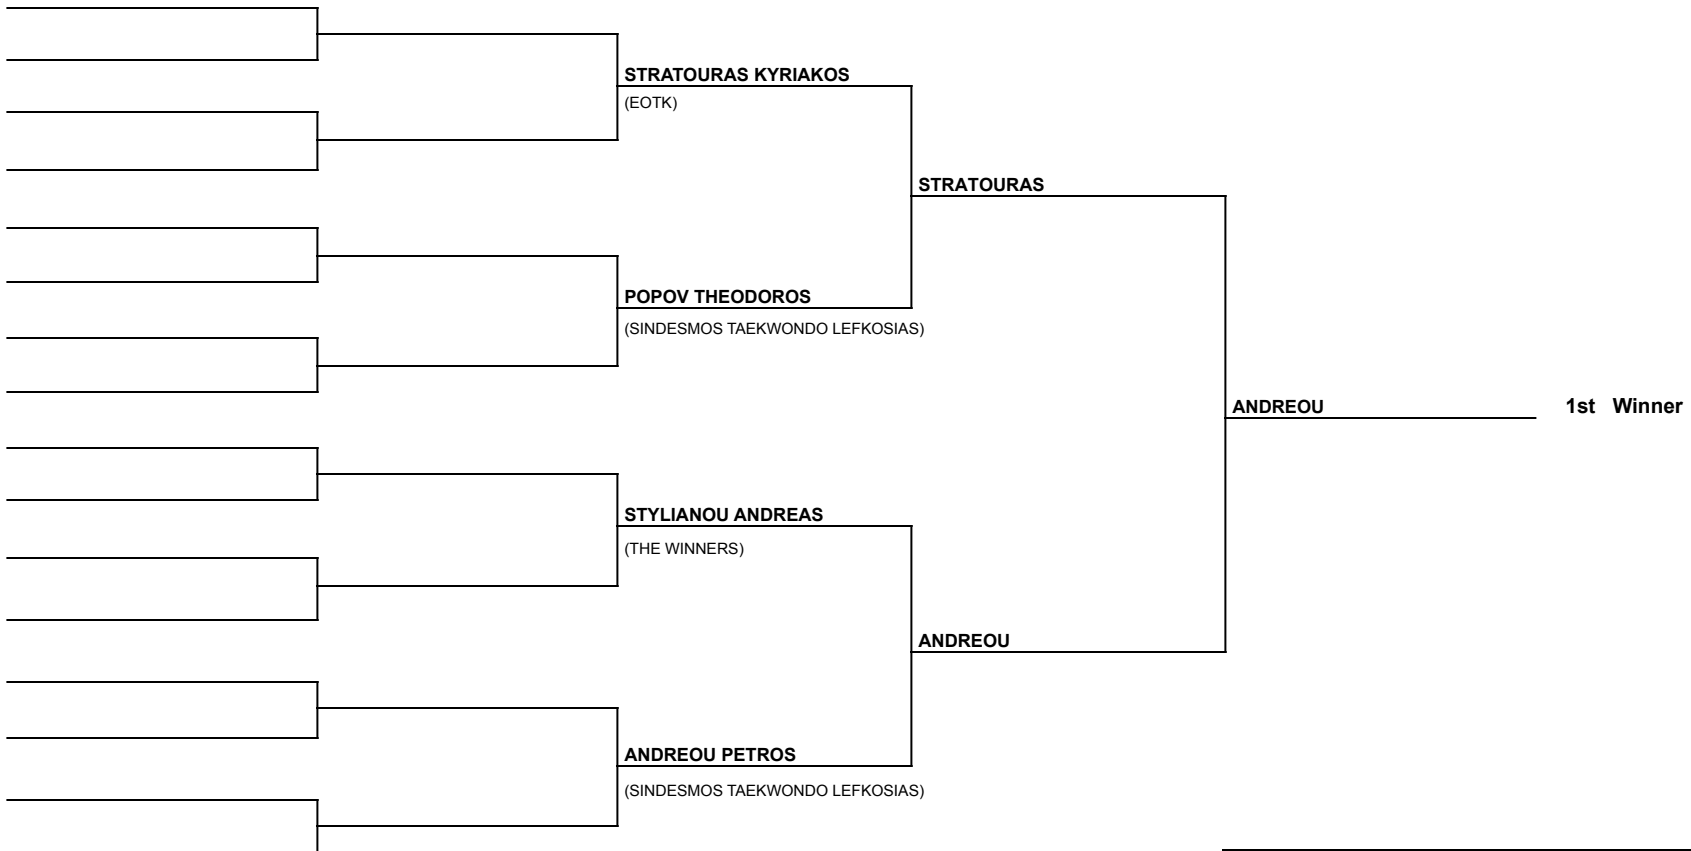 STRATOURAS KYRIAKOS
(EOTK)
STRATOURAS
POPOV THEODOROS
(SINDESMOS TAEKWONDO LEFKOSIAS)
ANDREOU 1st Winner
STYLIANOU ANDREAS
(THE WINNERS)
ANDREOU
ANDREOU PETROS
(SINDESMOS TAEKWONDO LEFKOSIAS)